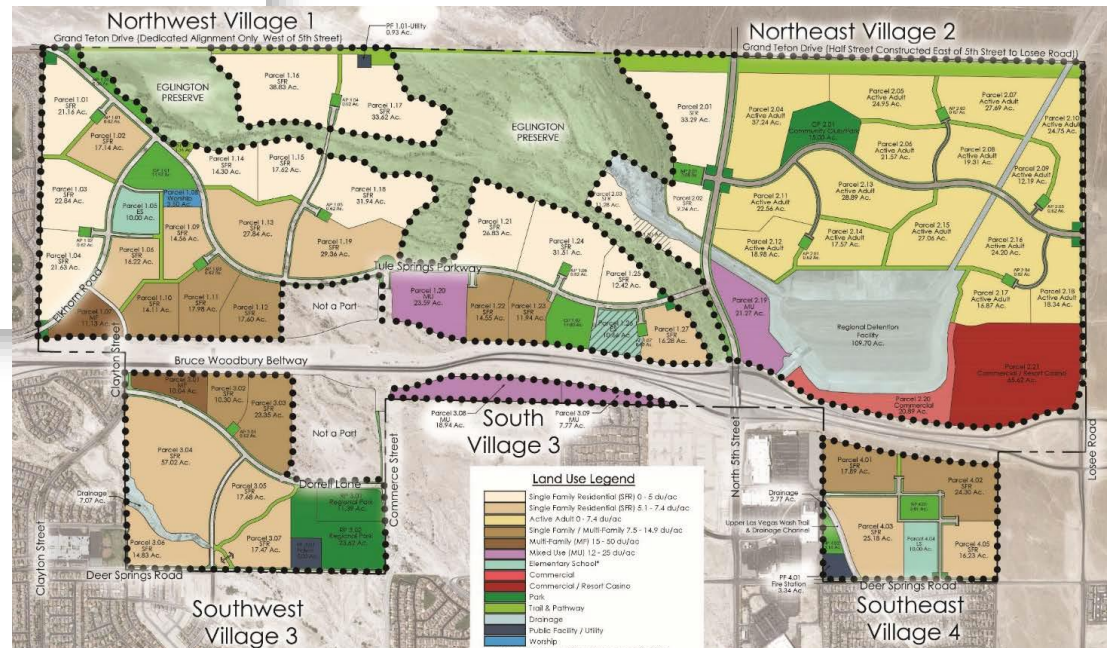 Northwest Village 1
Grand Teton Drive (Dedicated Alignment Only West of 5th Street)
PF 1.01-Utility
0.93 Ac.
Northeast Village 2
Grand Teton Drive (Half Street Constructed East of 5th Street to Losee Road))
EGLINGTON
PRESERVE
Parcel 1.16
SFR
38.83 Ac.
Parcel 1.17
SFR
33.62 Ac.
EGLINGTON
PRESERVE
Parcel 1.01
SFR
21.16 Ac.
Parcel 1.02
SFR
17.14 Ac.
Parcel 1.03
SFR
22.84 Ac.
Parcel 1.04
SFR
21.63 Ac.
Parcel 1.05
ES
10.00 Ac.
Parcel 1.06
SFR
16.22 Ac.
Parcel 1.08
Worship
Parcel 1.09
SFR
14.56 Ac.
Parcel 1.10
SFR
14.11 Ac.
Parcel 1.11
SFR
17.98 Ac.
Parcel 1.12
SFR
17.60 Ac.
Parcel 1.13
SFR
27.84 Ac.
Parcel 1.14
SFR
14.30 Ac.
Parcel 1.15
SFR
17.62 Ac.
Parcel 1.18
SFR
31.94 Ac.
Parcel 1.19
SFR
29.36 Ac.
Parcel 1.20
MU
23.59 Ac.
Parcel 1.21
SFR
26.83 Ac.
Parcel 1.22
SFR
14.55 Ac.
Parcel 1.23
SFR
11.94 Ac.
Parcel 1.24
SFR
31.51 Ac.
Parcel 1.25
SFR
12.42 Ac.
Parcel 1.27
SFR
16.28 Ac.
Tule Springs Parkway
Elkhorn Road
Not a Part
Clayton Street
Bruce Woodbury Beltway
Parcel 2.01
SFR
33.29 Ac.
Parcel 2.02
SFR
9.74 Ac.
Parcel 2.03
SFR
Parcel 2.04
Active Adult
37.24 Ac.
Parcel 2.05
Active Adult
24.95 Ac.
Parcel 2.06
Active Adult
21.57 Ac.
Parcel 2.07
Active Adult
27.69 Ac.
Parcel 2.08
Active Adult
19.31 Ac.
Parcel 2.09
Active Adult
12.19 Ac.
Parcel 2.10
Active Adult
24.75 Ac.
Parcel 2.11
Active Adult
22.56 Ac.
Parcel 2.12
Active Adult
18.98 Ac.
Parcel 2.13
Active Adult
28.89 Ac.
Parcel 2.14
Active Adult
17.57 Ac.
Parcel 2.15
Active Adult
27.06 Ac.
Parcel 2.16
Active Adult
24.20 Ac.
Parcel 2.17
Active Adult
16.87 Ac.
Parcel 2.18
Active Adult
18.34 Ac.
Parcel 2.19
MU
21.27 Ac.
Regional Detention
Facility
109.70 Ac.
Parcel 2.20
Commercial
20.89 Ac.
Parcel 2.21
Commercial / Resort Casino
Parcel 3.01
MF
10.04 Ac.
Parcel 3.02
SFR
10.30 Ac.
Parcel 3.03
SFR
22.35 Ac.
Parcel 3.04
SFR
57.02 Ac.
Parcel 3.05
SFR
17.68 Ac.
Parcel 3.06
SFR
14.83 Ac.
Parcel 3.07
SFR
17.47 Ac.
Drainage
7.07 Ac.
Not a Part
Dorrell Lane
Regional Park
Regional Park
Commerce Street
Clayton Street
Deer Springs Road
Southwest
Village 3
Parcel 3.08
MU
18.94 Ac.
Parcel 3.09
MU
7.77 Ac.
South
Village 3
North 5th Street
Losee Road
Parcel 4.01
SFR
17.89 Ac.
Parcel 4.02
SFR
24.30 Ac.
Parcel 4.03
SFR
25.18 Ac.
Parcel 4.04
ES
10.00 Ac.
Parcel 4.05
SFR
16.23 Ac.
Drainage
2.77 Ac.
Upper Las Vegas Wash Trail
& Drainage Channel
PF 4.01
Fire Station
3.34 Ac.
Deer Springs Road
Southeast
Village 4
Land Use Legend
Single Family Residential (SFR) 0 - 5 du/ac
Single Family Residential (SFR) 5.1 - 7.4 du/ac
Active Adult 0 - 7.4 du/ac
Single Family / Multi-Family 7.5 - 14.9 du/ac
Multi-Family (MF) 15 - 50 du/ac
Mixed Use (MU) 12 - 25 du/ac
Elementary School*
Commercial
Commercial / Resort Casino
Park
Trail & Pathway
Drainage
Public Facility / Utility
Worship